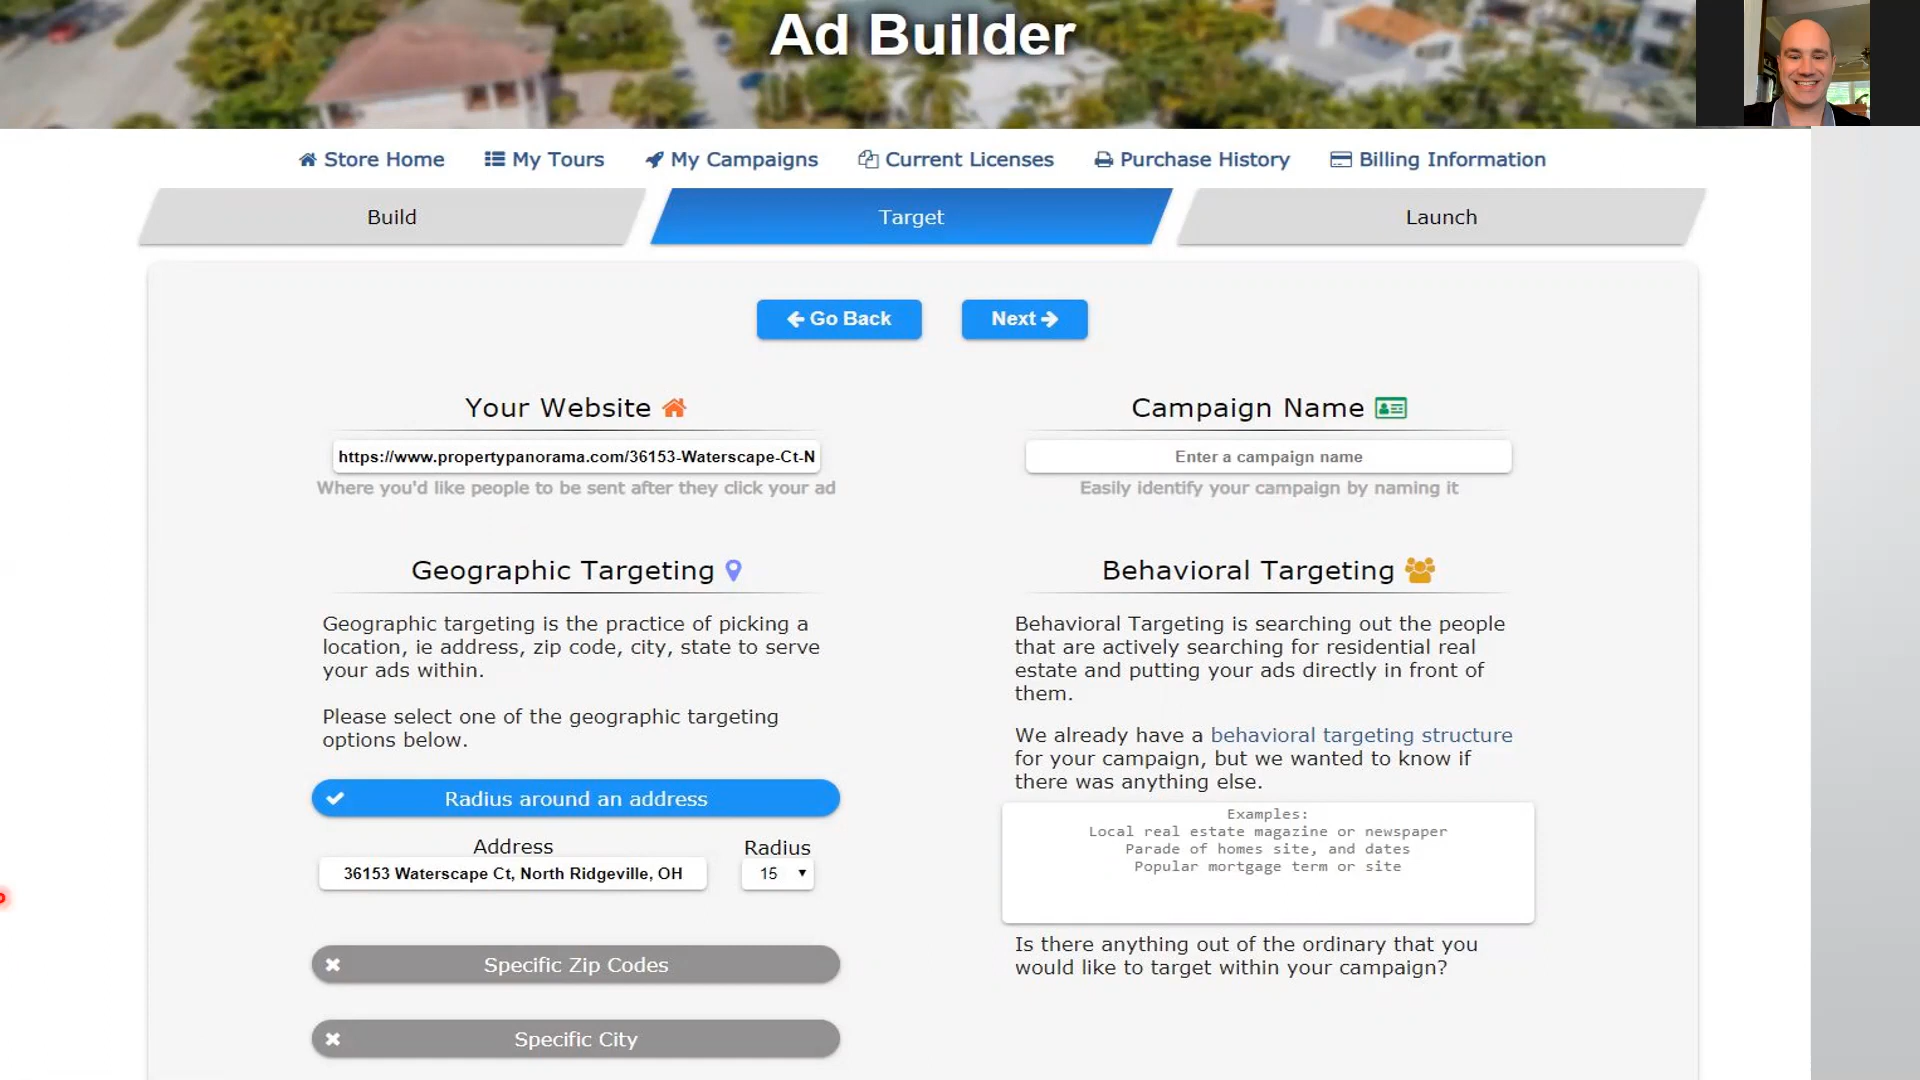 Ad Builder
Store Home
My Tours
My Campaigns
Current Licenses
Purchase History
Billing Information
Build
Target
Launch
Go Back
Next
Your Website
https://www.propertypanorama.com/36153-Waterscape-Ct-N
Where you'd like people to be sent after they click your ad
Campaign Name
Enter a campaign name
Easily identify your campaign by naming it
Geographic Targeting
Geographic targeting is the practice of picking a
location, ie address, zip code, city, state to serve
your ads within.
Please select one of the geographic targeting
options below.
Radius around an address
Address
Radius
36153 Waterscape Ct, North Ridgeville, OH
15
Specific Zip Codes
Specific City
Behavioral Targeting
Behavioral Targeting is searching out the people
that are actively searching for residential real
estate and putting your ads directly in front of
them.
We already have a behavioral targeting structure
for your campaign, but we wanted to know if
there was anything else.
Examples:
Local real estate magazine or newspaper
Parade of homes site, and dates
Popular mortgage term or site
Is there anything out of the ordinary that you
would like to target within your campaign?